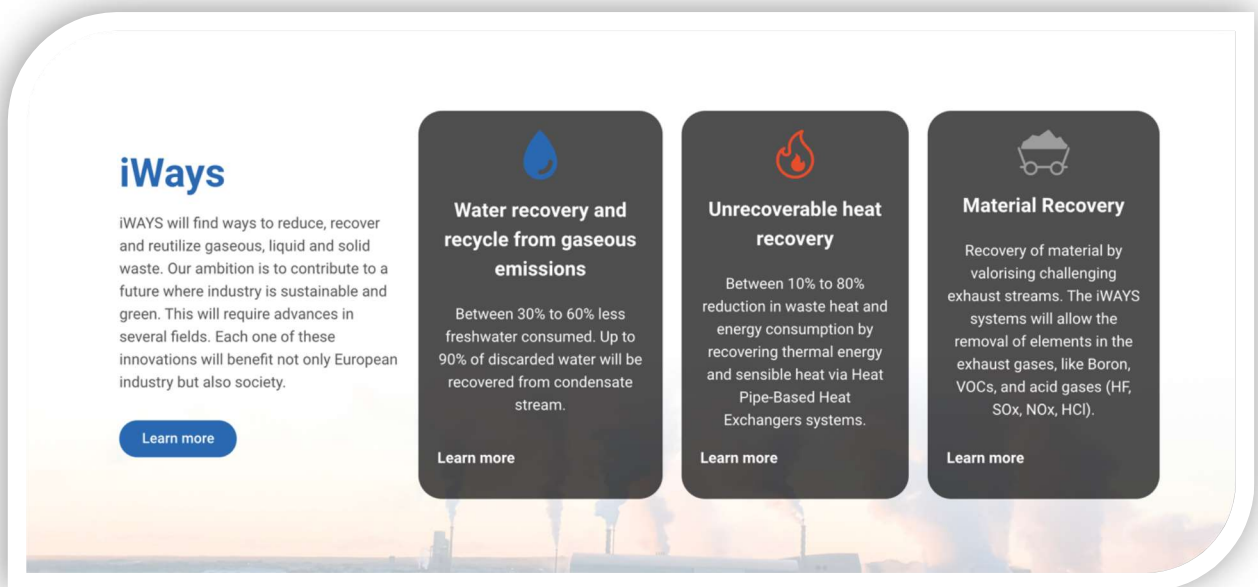 iWays
iWAYS will find ways to reduce, recover
and reutilize gaseous, liquid and solid
waste. Our ambition is to contribute to a
future where industry is sustainable and
green. This will require advances in
several fields. Each one of these
innovations will benefit not only European
industry but also society.
Learn more
Water recovery and
recycle from gaseous
emissions
Between 30% to 60% less
freshwater consumed. Up to
90% of discarded water will be
recovered from condensate
stream.
Learn more
Unrecoverable heat
recovery
Between 10% to 80%
reduction in waste heat and
energy consumption by
recovering thermal energy
and sensible heat via Heat
Pipe-Based Heat
Exchangers systems.
Learn more
Material Recovery
Recovery of material by
valorising challenging
exhaust streams. The iWAYS
systems will allow the
removal of elements in the
exhaust gases, like Boron,
VOCs, and acid gases (HF,
SOx, NOx, HCl).
Learn more